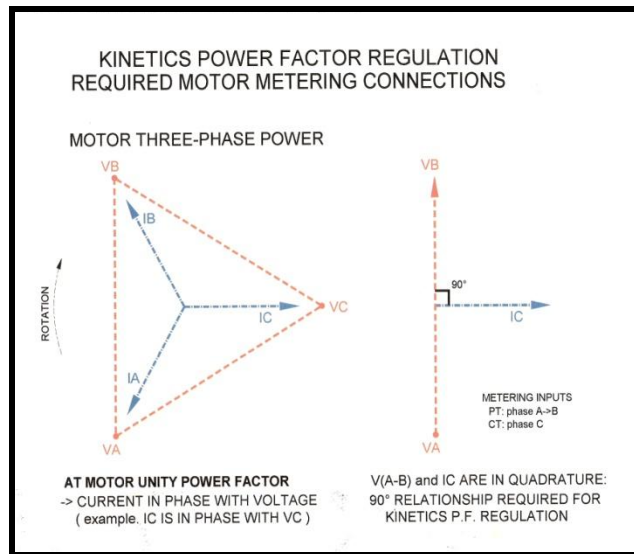 KINETICS POWER FACTOR REGULATION
REQUIRED MOTOR METERING CONNECTIONS
MOTOR THREE-PHASE POWER
VB
IB
IC
VC
IA
VA
ROTATION
VB
90°
IC
VA
METERING INPUTS
PT: phase A->B
CT: phase C
AT MOTOR UNITY POWER FACTOR
-> CURRENT IN PHASE WITH VOLTAGE
( example. IC IS IN PHASE WITH VC )
V(A-B) and IC ARE IN QUADRATURE:
90° RELATIONSHIP REQUIRED FOR
KINETICS P.F. REGULATION